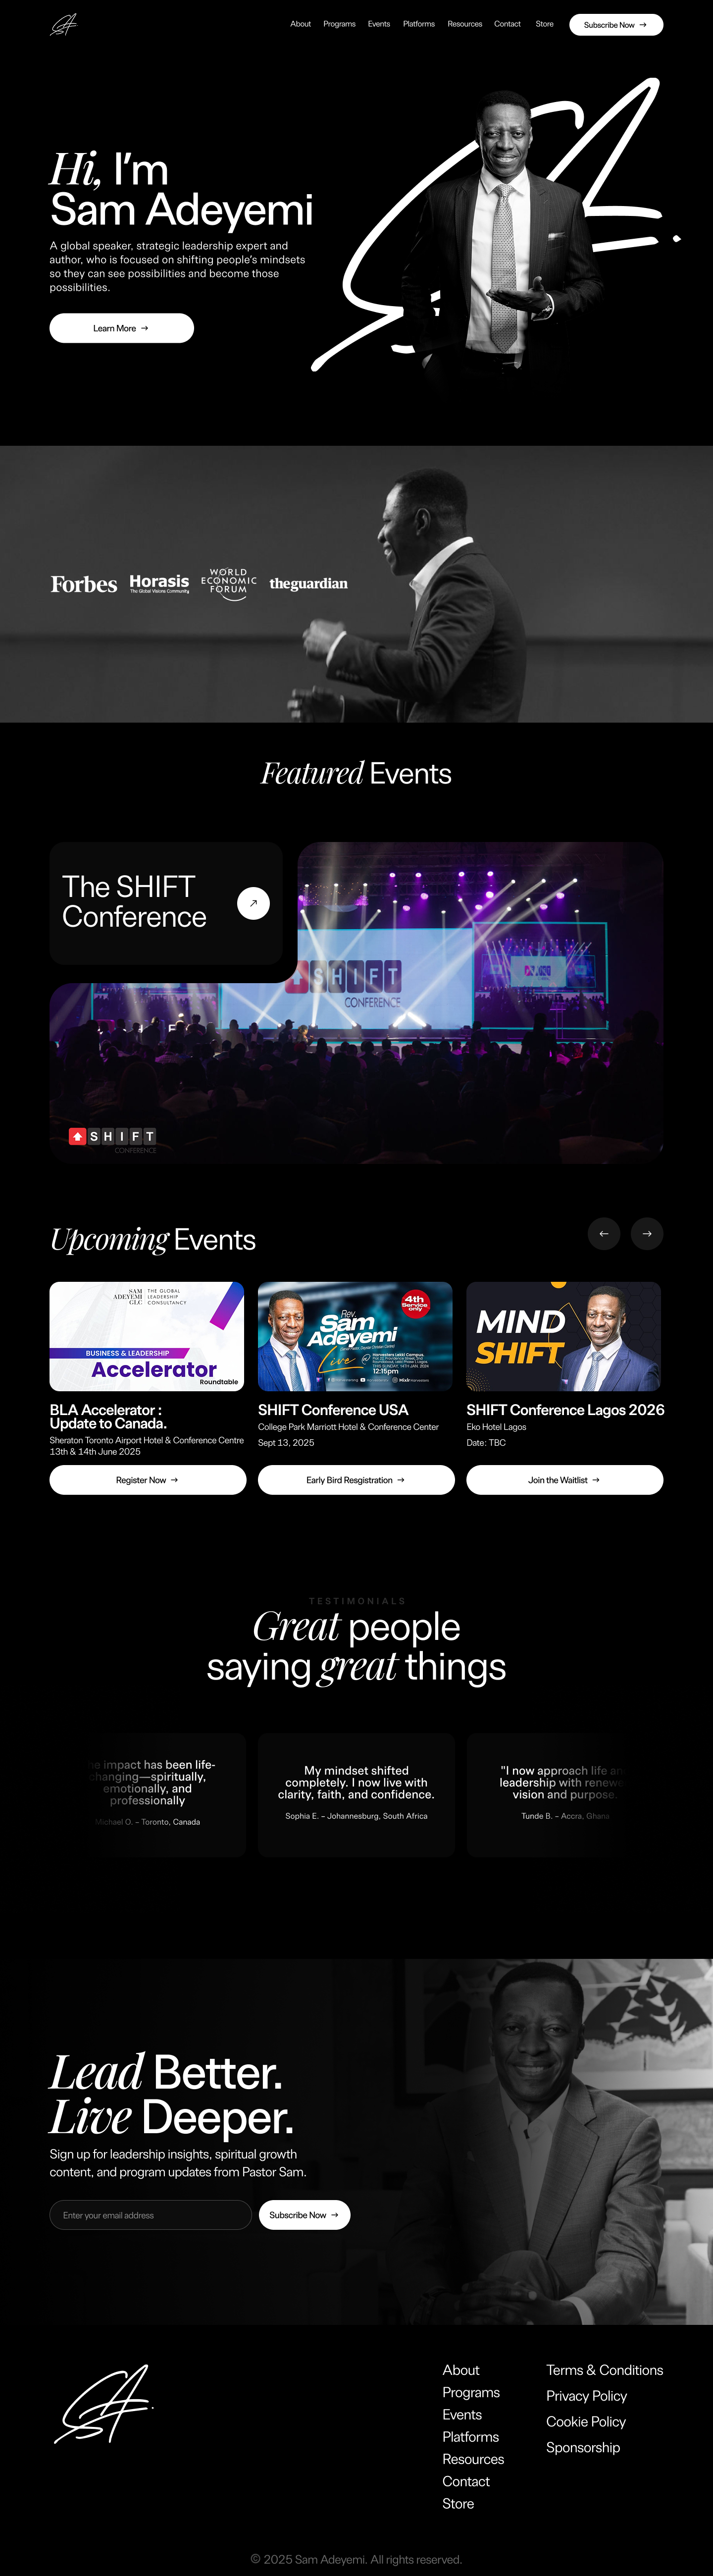 About Programs Events Platforms Resources Contact Store Subscribe Now →
Hi, I'm
Sam Adeyemi
A global speaker, strategic leadership expert and
author, who is focused on shifting people's mindsets
so they can see possibilities and become those
possibilities.
Learn More →
Forbes
Horasis
The Global Visions Community
WORLD
ECONOMIC
FORUM
theguardian
Featured Events
The SHIFT
Conference
SHIFT
CONFERENCE
SHIFT
CONFERENCE
Upcoming Events
SAM
ADEYEMI
GLC
THE GLOBAL
LEADERSHIP
CONSULTANCY
BUSINESS & LEADERSHIP
Accelerator
Roundtable
4th
Service
only
Rev.
Sam
Adeyemi
Live @
12:15pm
MIND
SHIFT
BLA Accelerator :
Update to Canada.
Sheraton Toronto Airport Hotel & Conference Centre
13th & 14th June 2025
Register Now →
SHIFT Conference USA
College Park Marriott Hotel & Conference Center
Sept 13, 2025
Early Bird Resgistration →
SHIFT Conference Lagos 2026
Eko Hotel Lagos
Date: TBC
Join the Waitlist →
TESTIMONIALS
Great people
saying great things
he impact has been life-
changing—spiritually,
emotionally, and
professionally
Michael O. – Toronto, Canada
My mindset shifted
completely. I now live with
clarity, faith, and confidence.
Sophia E. – Johannesburg, South Africa
"I now approach life an
leadership with renewe
vision and purpose.
Tunde B. – Accra, Ghana
Lead Better.
Live Deeper.
Sign up for leadership insights, spiritual growth
content, and program updates from Pastor Sam.
Enter your email address
Subscribe Now →
About
Programs
Events
Platforms
Resources
Contact
Store
Terms & Conditions
Privacy Policy
Cookie Policy
Sponsorship
© 2025 Sam Adeyemi. All rights reserved.